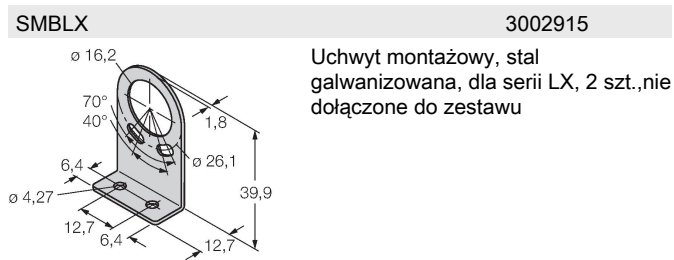 SMBLX 3002915
Uchwyt montażowy, stal
galwanizowana, dla serii LX, 2 szt.,nie
dołączone do zestawu
ø 16,2
70°
40°
1,8
ø 26,1
6,4
ø 4,27
39,9
12,7
6,4
12,7